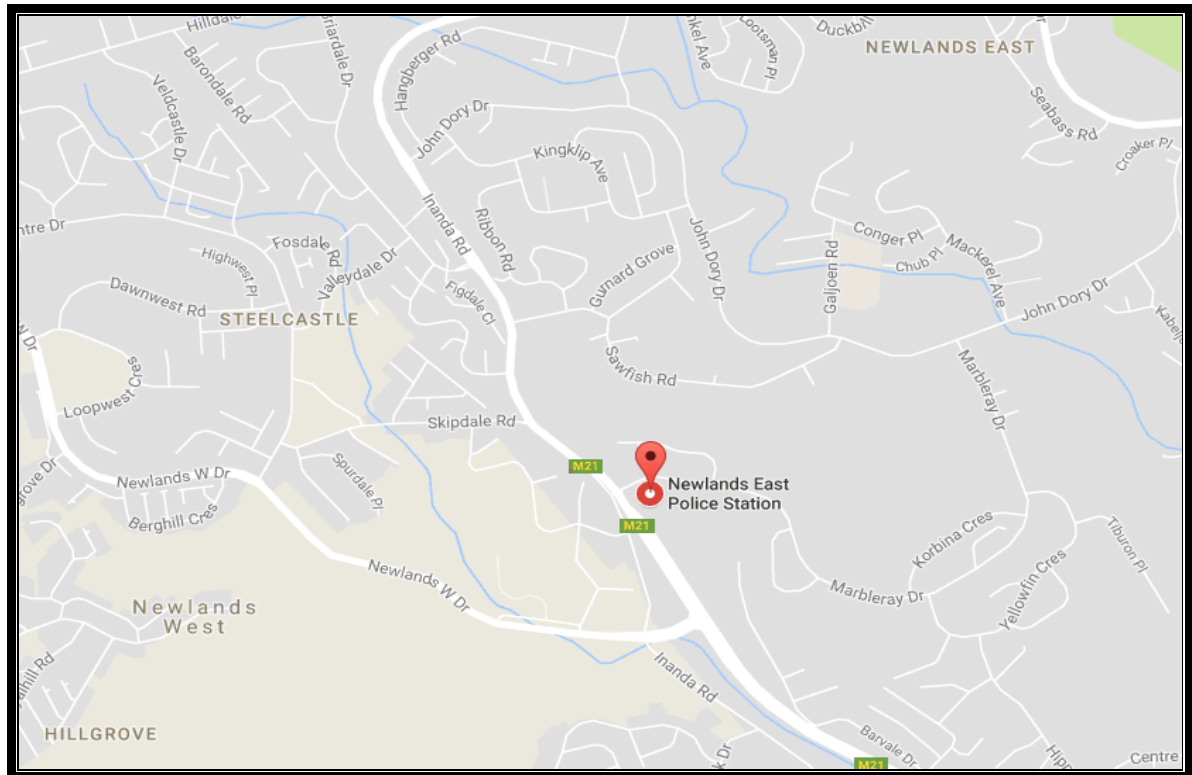 Hilldale
Briardale Dr
Hangberger Rd
Lootsman Pl
NEWLANDS EAST
Barondale Rd
Veldcastle Dr
John Dory Dr
Seabass Rd
Croaker Pl
Kingklip Ave
Inanda Rd
Ribbon Rd
ntre Dr
Fosdale Rd
Highwest Pl
Valleydale Dr
John Dory Dr
Gurnard Grove
Galjoen Rd
Conger Pl
Chub Pl
Mackerel Ave
Dawnwest Rd
STEELCASTLE
Figdale Cl
John Dory Dr
Sawfish Rd
Marbleray Dr
Loopwest Cres
Skipdale Rd
Newlands W Dr
Spurdale Pl
Berghill Cres
M21
Newlands East
Police Station
M21
Korbina Cres
Tiburon Pl
Newlands W Dr
Marbleray Dr
Yellowfin Cres
Newlands
West
Inanda Rd
HILLGROVE
Barvale Dr
M21
Centre